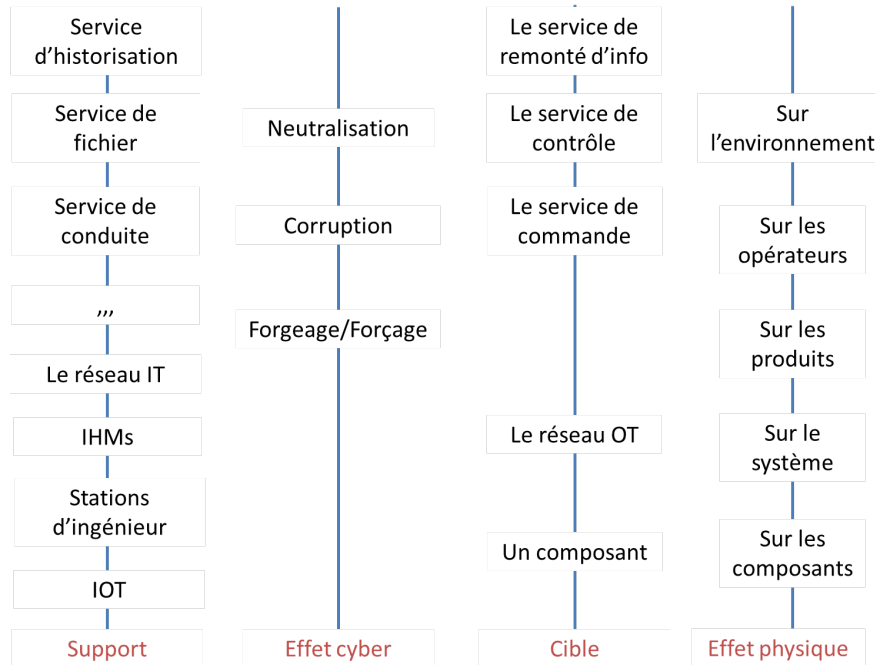 Service
d’historisation
Service de
fichier
Service de
conduite
,,,
Le réseau IT
IHMs
Stations
d’ingénieur
IOT
Support
Neutralisation
Corruption
Forgeage/Forçage
Effet cyber
Le service de
remonté d’info
Le service de
contrôle
Le service de
commande
Le réseau OT
Un composant
Cible
Sur
l’environnement
Sur les
opérateurs
Sur les
produits
Sur le
système
Sur les
composants
Effet physique